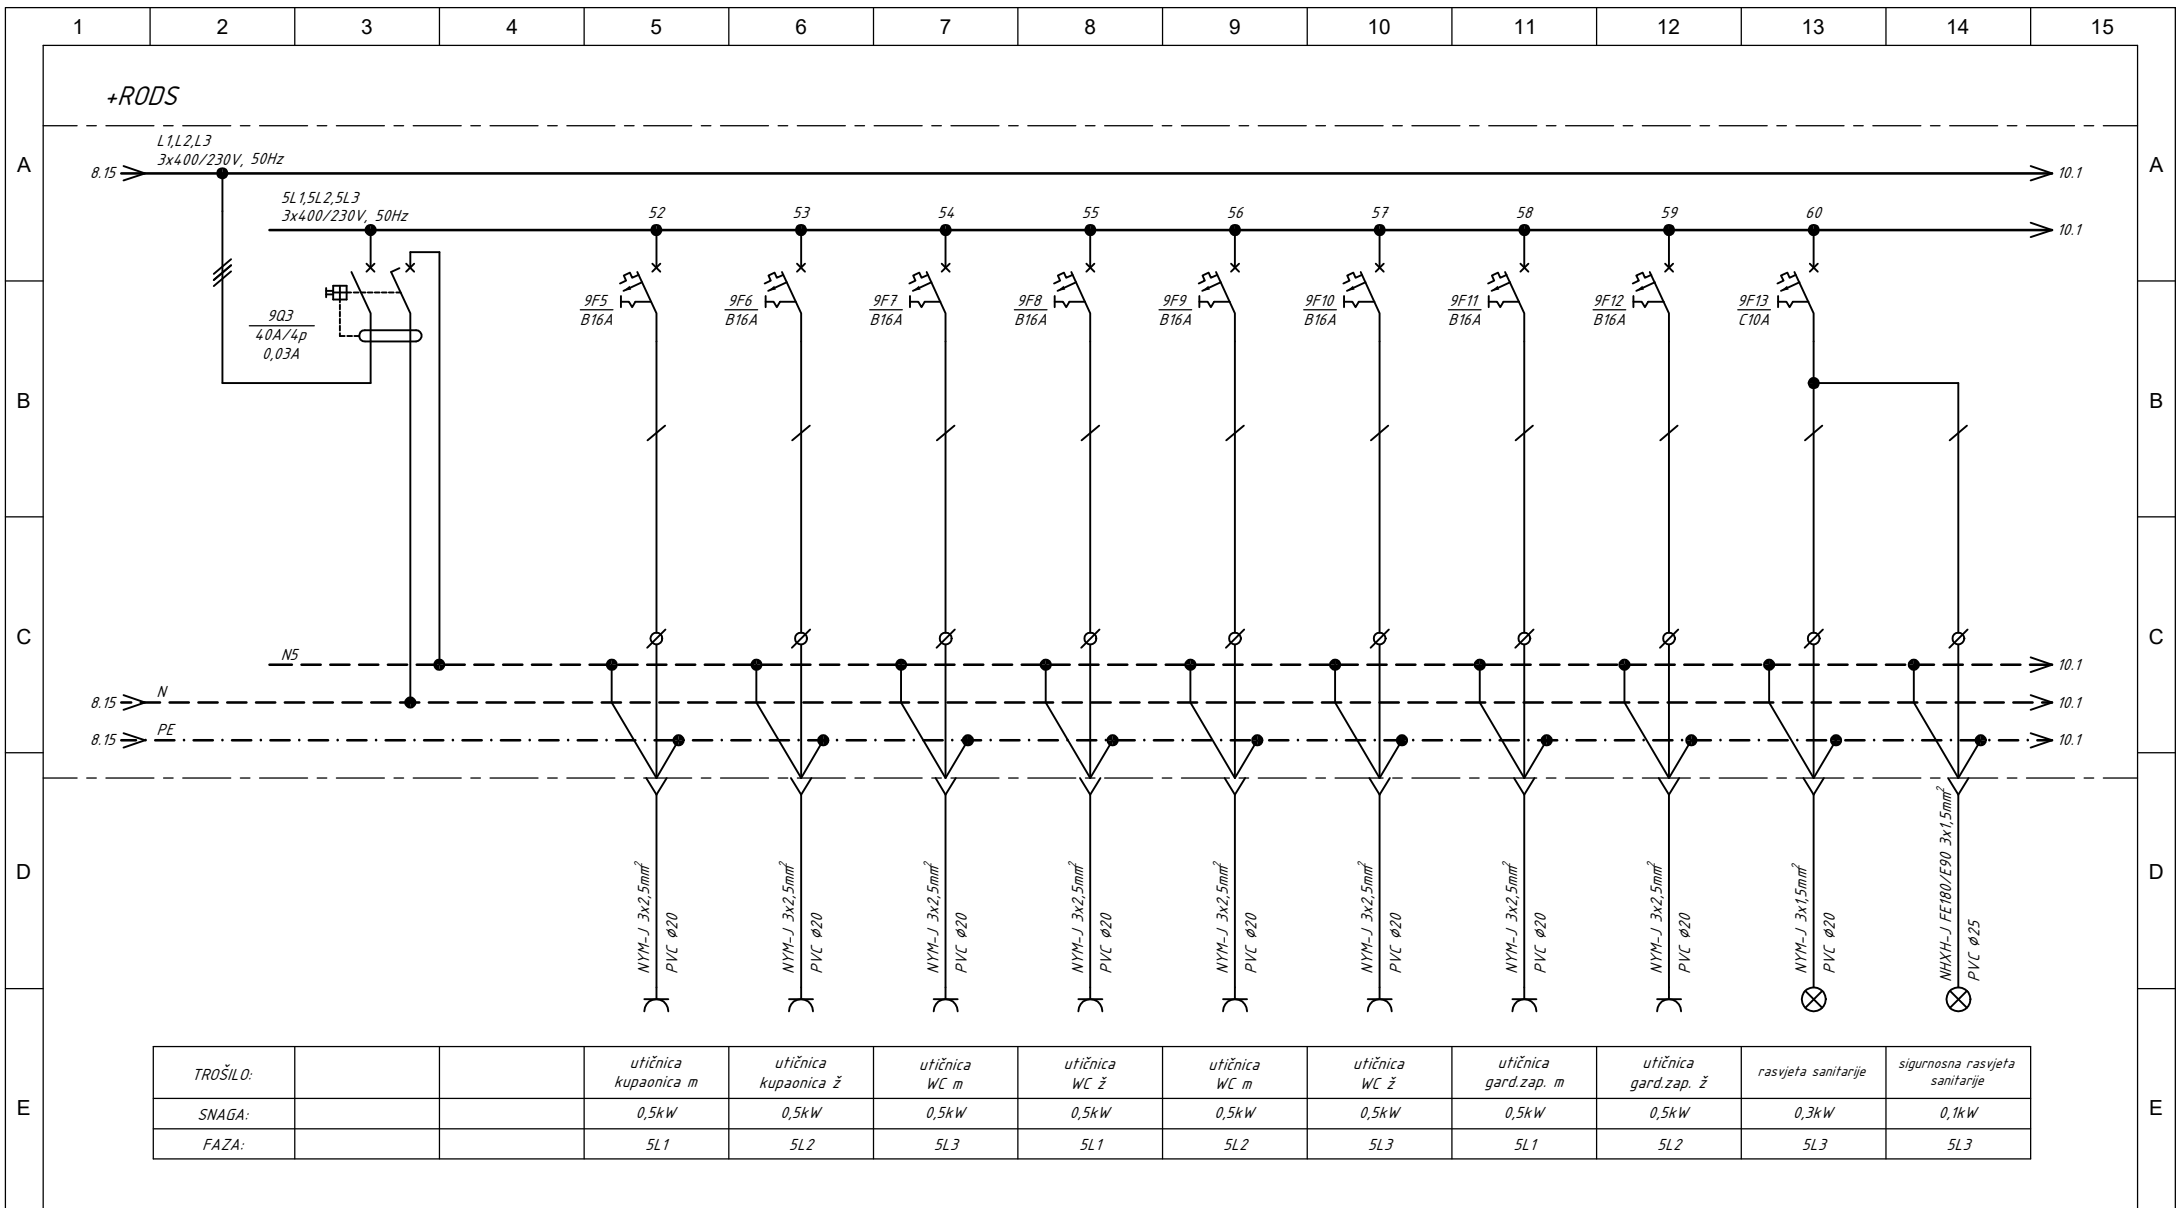 1 2 3 4 5 6 7 8 9 10 11 12 13 14 15
+RODS
A A
L1,L2,L3
3x400/230V, 50Hz
8.15 10.1
5L1,5L2,5L3
3x400/230V, 50Hz
52 53 54 55 56 57 58 59 60
10.1
9Q3
40A/4p
0,03A
9F5
B16A
9F6
B16A
9F7
B16A
9F8
B16A
9F9
B16A
9F10
B16A
9F11
B16A
9F12
B16A
9F13
C10A
B B
C C
N5 10.1
8.15 N 10.1
8.15 PE 10.1
D D
NYM-J 3x2,5mm²
PVC ø20
NYM-J 3x2,5mm²
PVC ø20
NYM-J 3x2,5mm²
PVC ø20
NYM-J 3x2,5mm²
PVC ø20
NYM-J 3x2,5mm²
PVC ø20
NYM-J 3x2,5mm²
PVC ø20
NYM-J 3x2,5mm²
PVC ø20
NYM-J 3x2,5mm²
PVC ø20
NYM-J 3x1,5mm²
PVC ø20
NHXH-J FE180/E90 3x1,5mm²
PVC ø25
E E
TROŠILO:
utičnica
kupaonica m
utičnica
kupaonica ž
utičnica
WC m
utičnica
WC ž
utičnica
WC m
utičnica
WC ž
utičnica
gard.zap. m
utičnica
gard.zap. ž
rasvjeta sanitarije
sigurnosna rasvjeta
sanitarije
SNAGA: 0,5kW 0,5kW 0,5kW 0,5kW 0,5kW 0,5kW 0,5kW 0,5kW 0,3kW 0,1kW
FAZA: 5L1 5L2 5L3 5L1 5L2 5L3 5L1 5L2 5L3 5L3